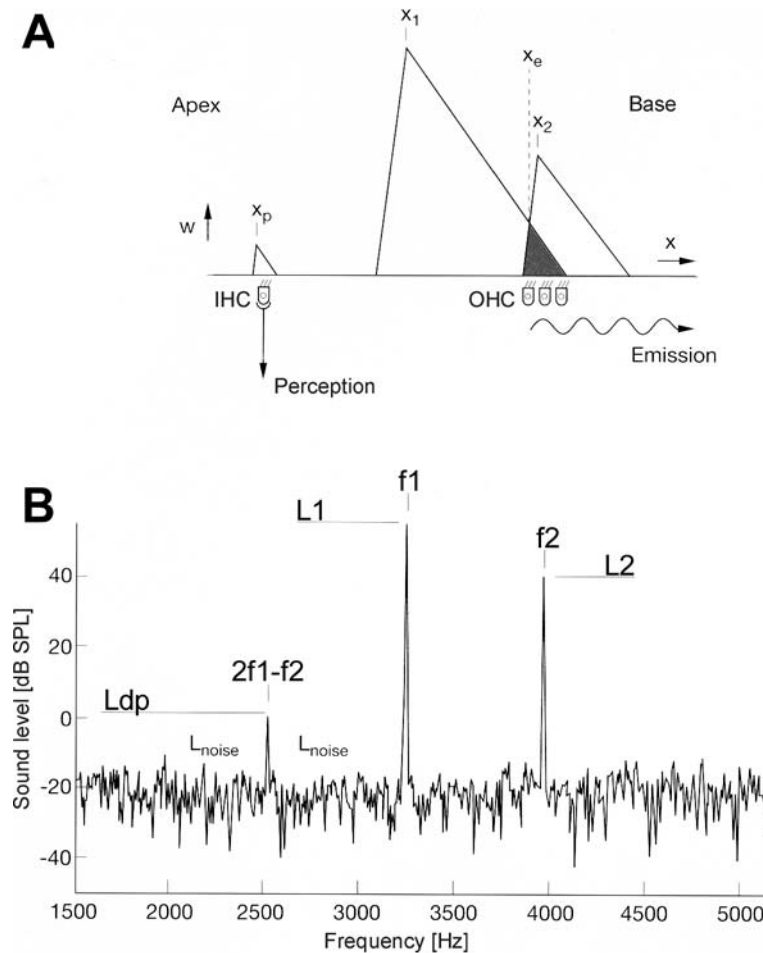 A
x1
xe
Apex
Base
x2
w
xp
x
IHC
OHC
Emission
Perception
B
f1
L1
f2
L2
40
20
2f1-f2
Ldp
0
Lnoise
Lnoise
-20
-40
Sound level [dB SPL]
1500 2000 2500 3000 3500 4000 4500 5000
Frequency [Hz]